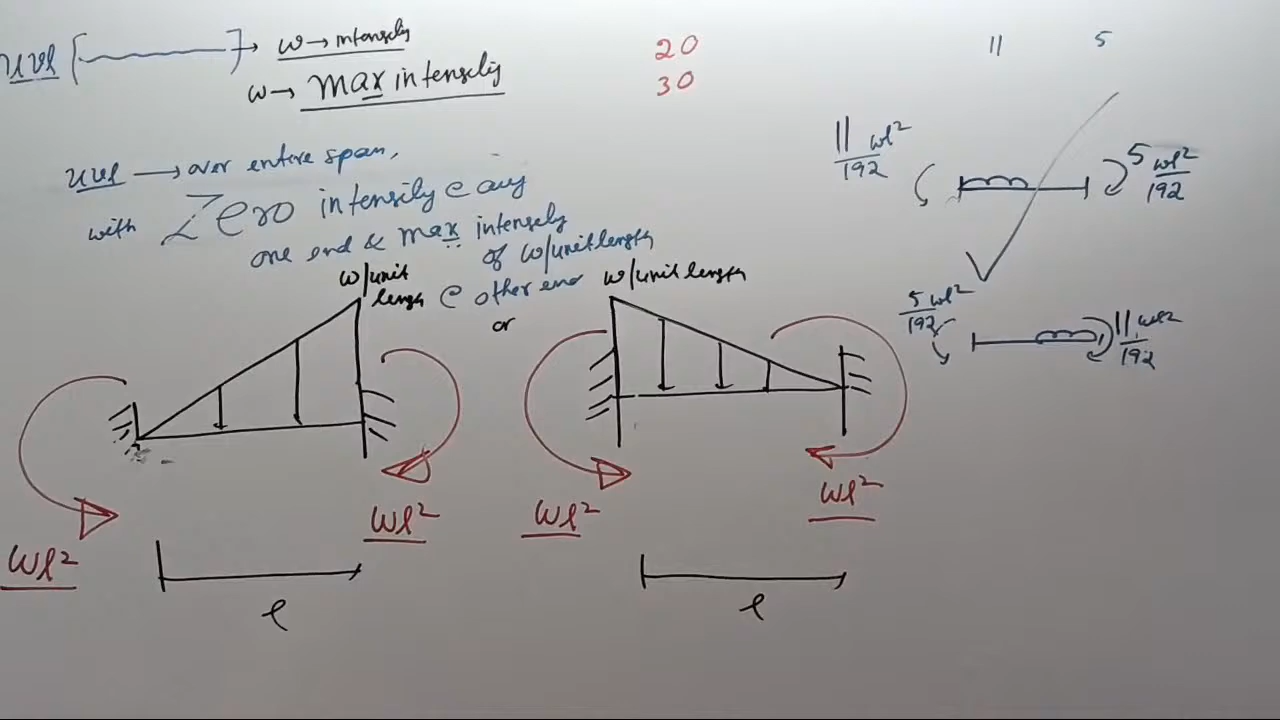 uvl [ ] → w → intensity
w → max intensity
20
30
11 5
uvl → over entire span,
with Zero intensity @ any
one end & max intensity
of w/unit length
@ other end
or
11 wl²/192
5 wl²/192
5 wl²/192
11 wl²/192
w/unit length
w/unit length
wl²
wl²
wl²
wl²
l
l